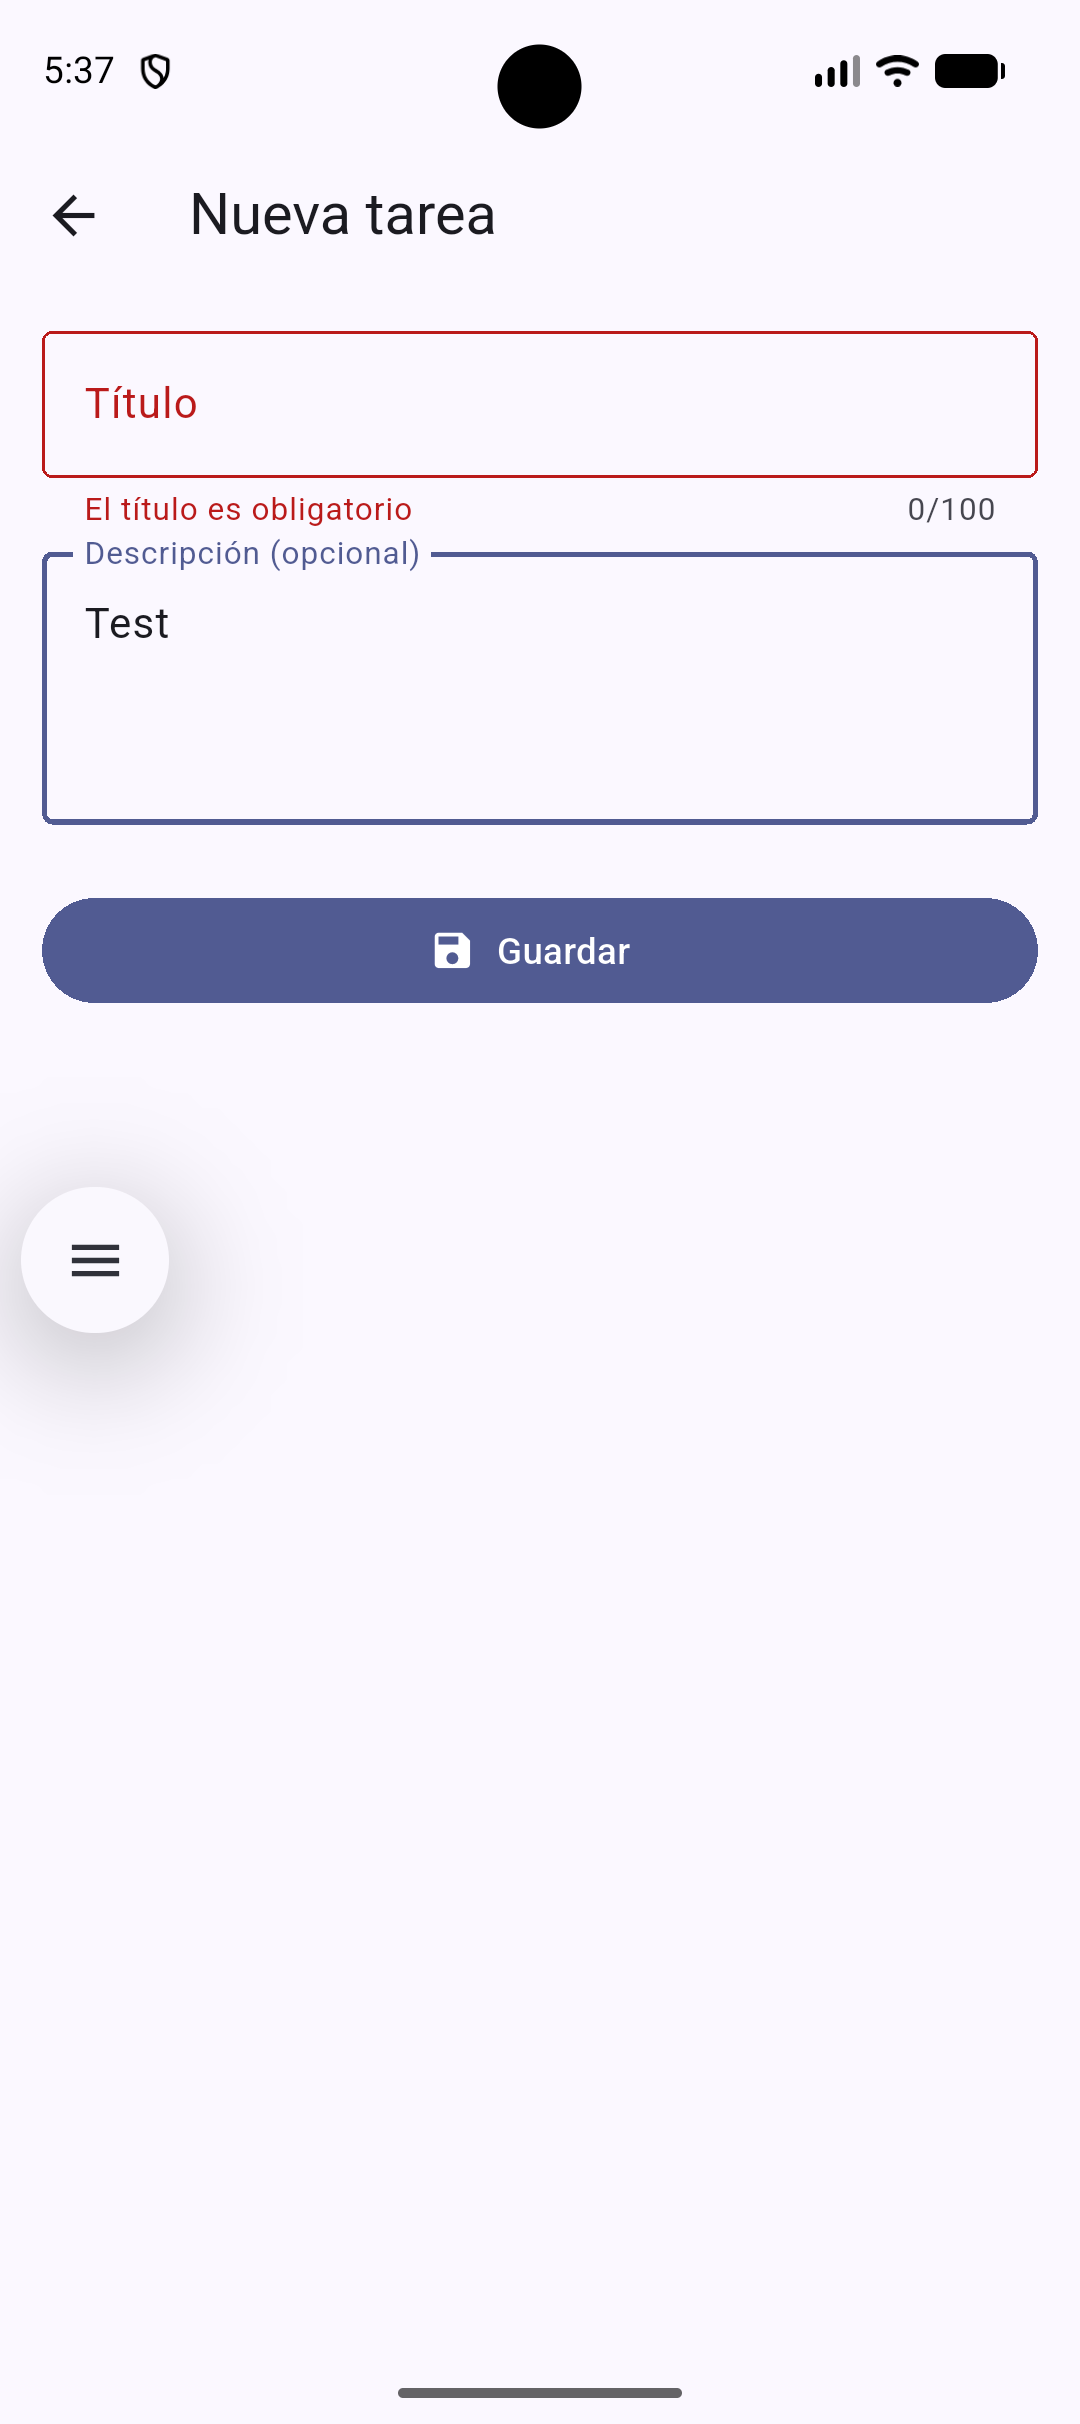 5:37
Nueva tarea
Título
El título es obligatorio 0/100
Descripción (opcional)
Test
Guardar